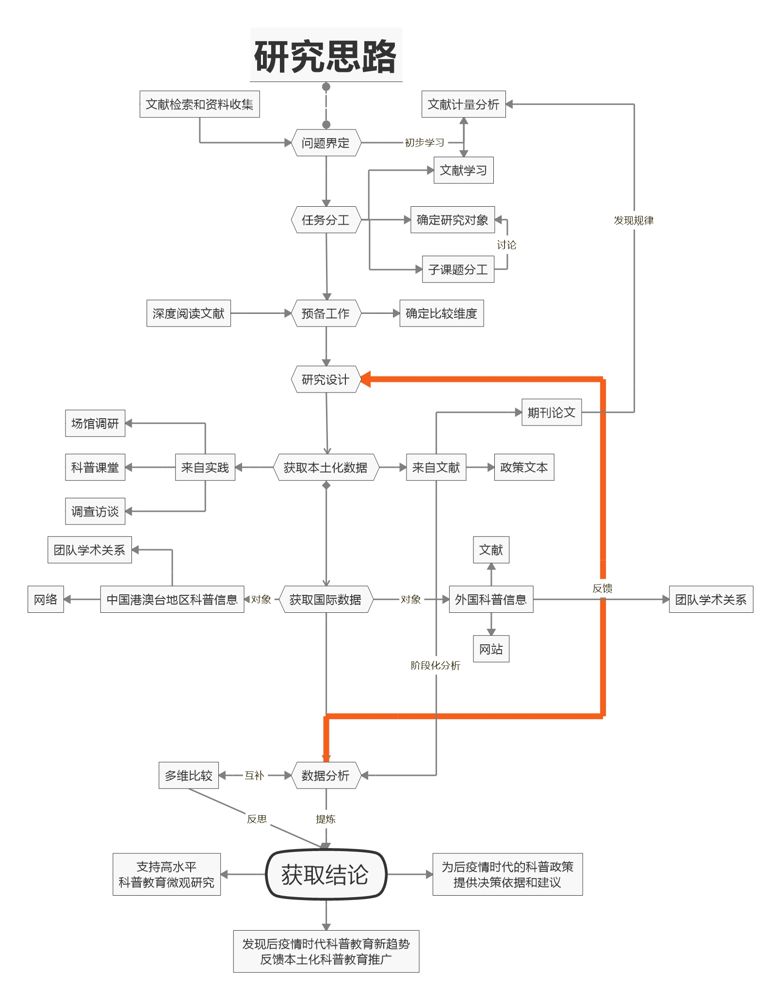 研究思路
文献检索和资料收集
文献计量分析
问题界定
初步学习
文献学习
任务分工
确定研究对象
发现规律
讨论
子课题分工
深度阅读文献
预备工作
确定比较维度
研究设计
期刊论文
场馆调研
科普课堂
来自实践
获取本土化数据
来自文献
政策文本
调查访谈
团队学术关系
文献
反馈
网络
中国港澳台地区科普信息
对象
获取国际数据
对象
外国科普信息
团队学术关系
网站
阶段化分析
多维比较
互补
数据分析
反思
提炼
支持高水平
科普教育微观研究
获取结论
为后疫情时代的科普政策
提供决策依据和建议
发现后疫情时代科普教育新趋势
反馈本土化科普教育推广